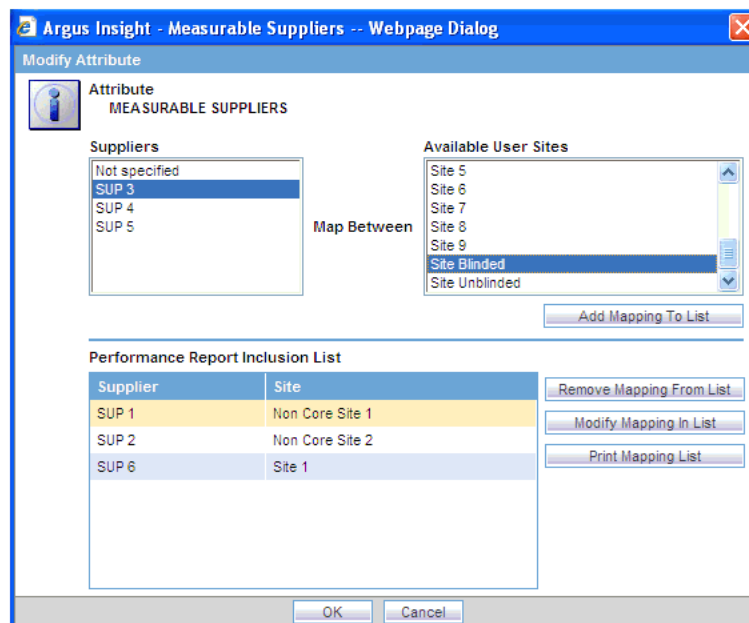 Argus Insight - Measurable Suppliers -- Webpage Dialog
Modify Attribute
Attribute
MEASURABLE SUPPLIERS
Suppliers
Not specified
SUP 3
SUP 4
SUP 5
Map Between
Available User Sites
Site 5
Site 6
Site 7
Site 8
Site 9
Site Blinded
Site Unblinded
Add Mapping To List
Performance Report Inclusion List
Supplier Site
SUP 1 Non Core Site 1
SUP 2 Non Core Site 2
SUP 6 Site 1
Remove Mapping From List
Modify Mapping In List
Print Mapping List
OK Cancel